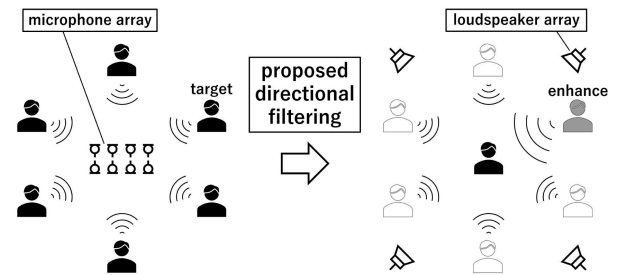 microphone array
target
proposed
directional
filtering
loudspeaker array
enhance